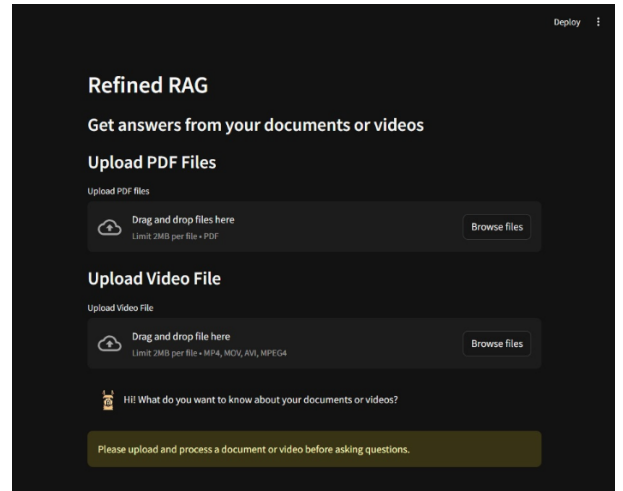 Deploy
Refined RAG
Get answers from your documents or videos
Upload PDF Files
Upload PDF files
Drag and drop files here
Limit 2MB per file • PDF
Browse files
Upload Video File
Upload Video File
Drag and drop file here
Limit 2MB per file • MP4, MOV, AVI, MPEG4
Browse files
Hi! What do you want to know about your documents or videos?
Please upload and process a document or video before asking questions.